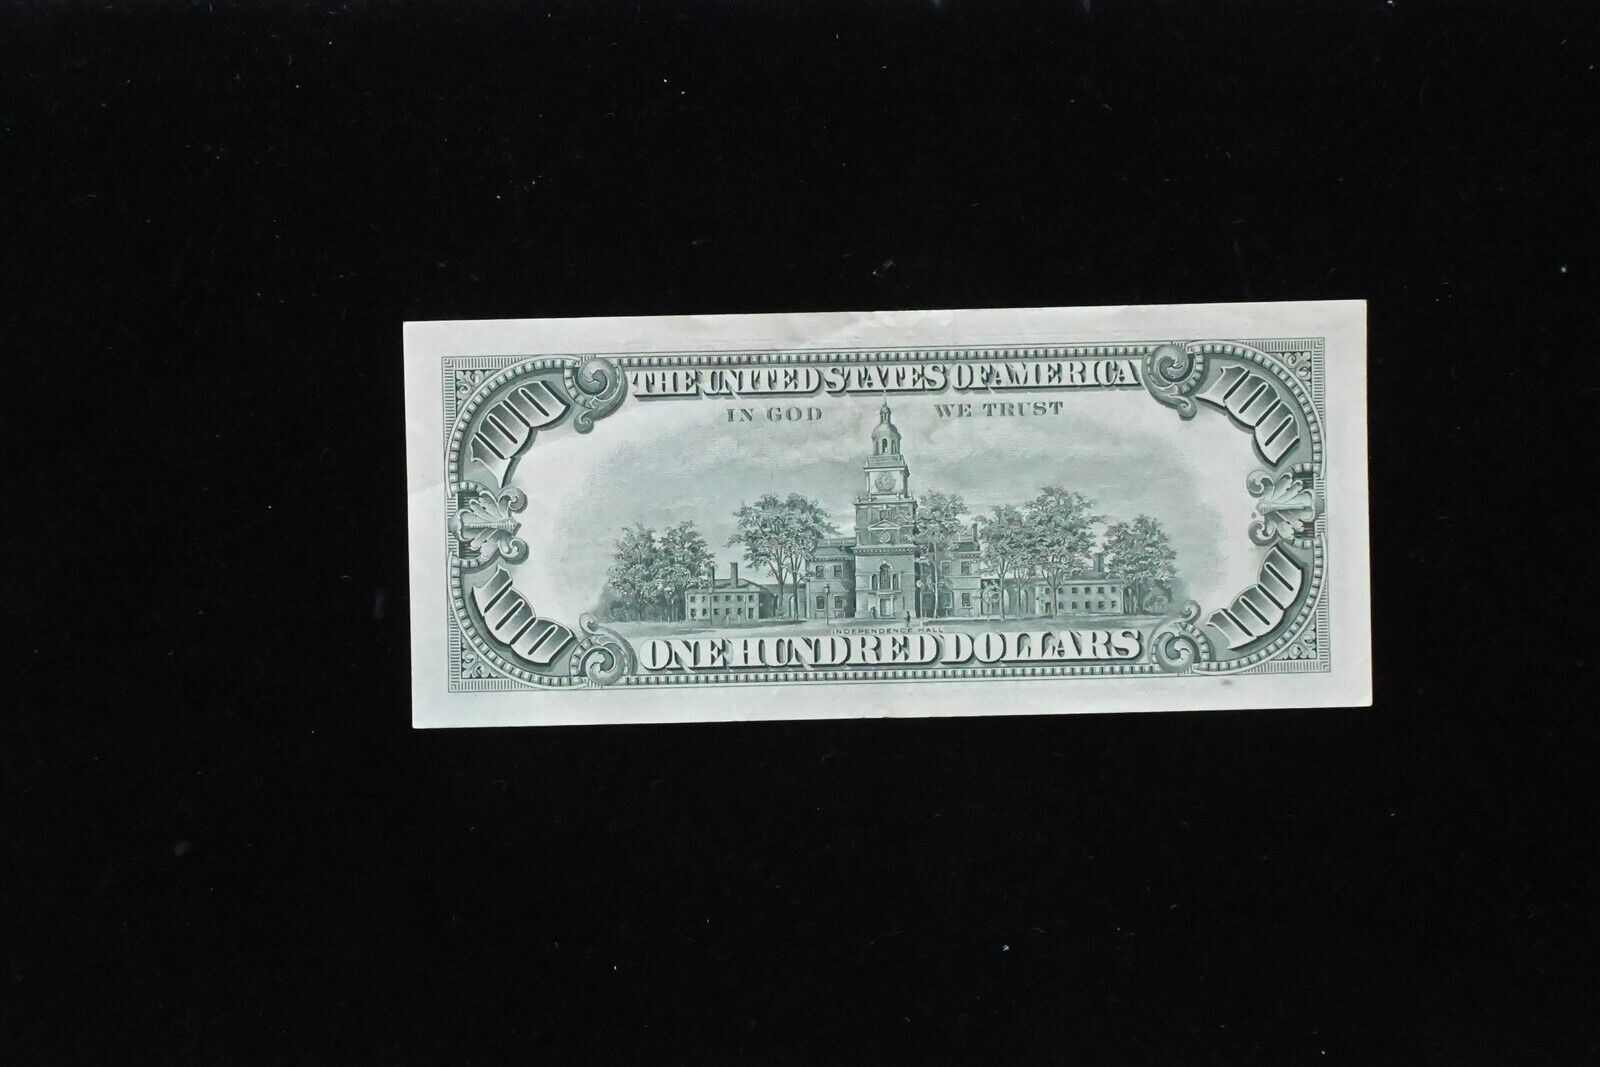 THE UNITED STATES OF AMERICA
100 100
IN GOD WE TRUST
INDEPENDENCE HALL
100 100
ONE HUNDRED DOLLARS